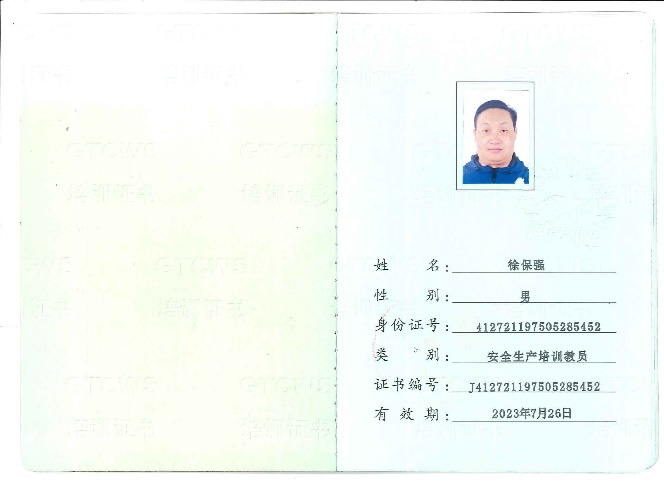 姓 名：徐保强
性 别：男
身份证号：412721197505285452
类 别：安全生产培训教员
证书编号：J412721197505285452
有 效 期：2023年7月26日